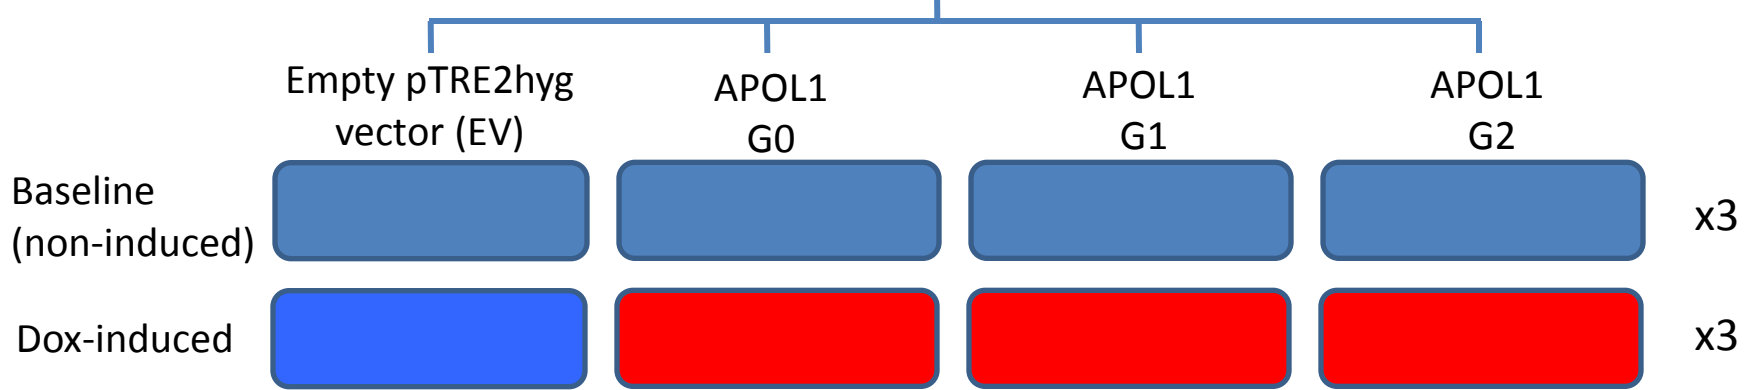 Empty pTRE2hyg
vector (EV)
APOL1
G0
APOL1
G1
APOL1
G2
Baseline
(non-induced)
x3
Dox-induced
x3